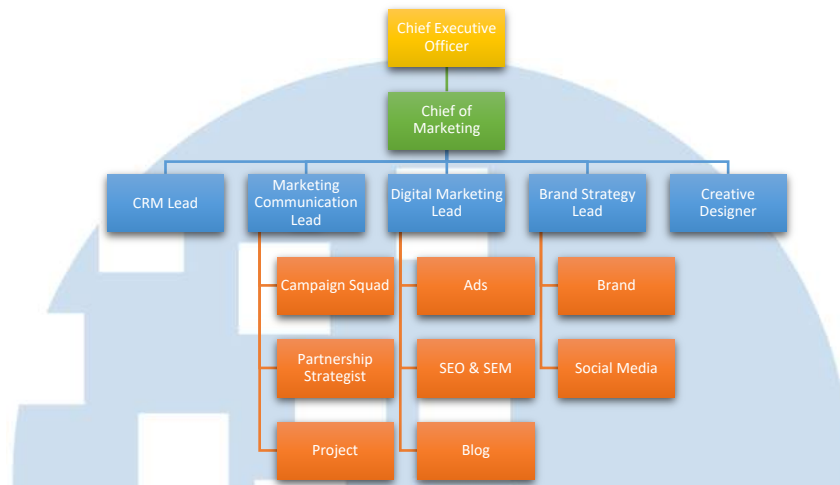 Chief Executive
Officer
Chief of
Marketing
CRM Lead
Marketing
Communication
Lead
Digital Marketing
Lead
Brand Strategy
Lead
Creative
Designer
Campaign Squad
Ads
Brand
Partnership
Strategist
SEO & SEM
Social Media
Project
Blog